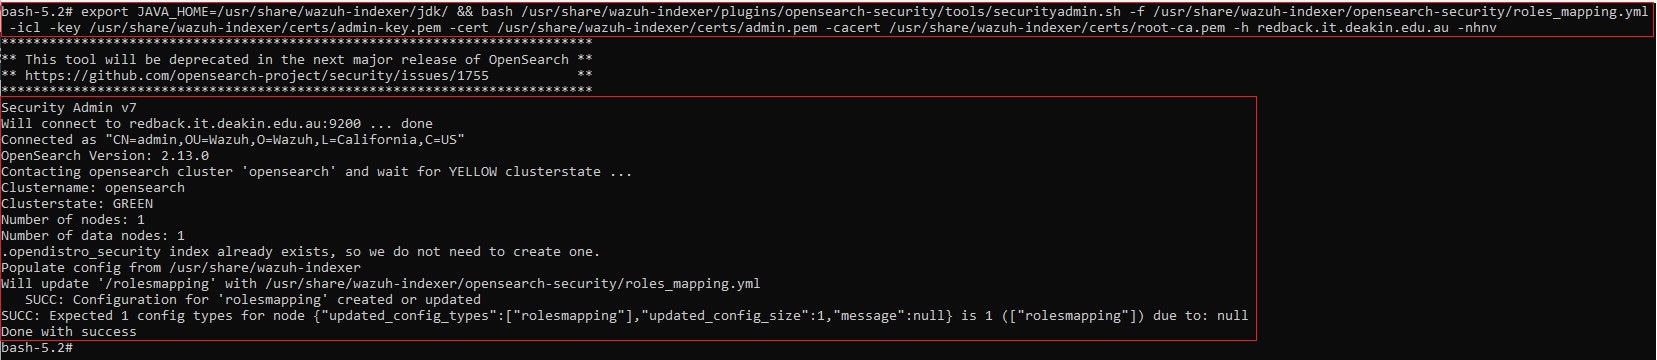 bash-5.2# export JAVA_HOME=/usr/share/wazuh-indexer/jdk/ && bash /usr/share/wazuh-indexer/plugins/opensearch-security/tools/securityadmin.sh -f /usr/share/wazuh-indexer/opensearch-security/roles_mapping.yml
-icl -key /usr/share/wazuh-indexer/certs/admin-key.pem -cert /usr/share/wazuh-indexer/certs/admin.pem -cacert /usr/share/wazuh-indexer/certs/root-ca.pem -h redback.it.deakin.edu.au -nhnv
**************************************************************************
** This tool will be deprecated in the next major release of OpenSearch **
** https://github.com/opensearch-project/security/issues/1755           **
**************************************************************************
Security Admin v7
Will connect to redback.it.deakin.edu.au:9200 ... done
Connected as "CN=admin,OU=Wazuh,O=Wazuh,L=California,C=US"
OpenSearch Version: 2.13.0
Contacting opensearch cluster 'opensearch' and wait for YELLOW clusterstate ...
Clustername: opensearch
Clusterstate: GREEN
Number of nodes: 1
Number of data nodes: 1
.opendistro_security index already exists, so we do not need to create one.
Populate config from /usr/share/wazuh-indexer
Will update '/rolesmapping' with /usr/share/wazuh-indexer/opensearch-security/roles_mapping.yml
   SUCC: Configuration for 'rolesmapping' created or updated
SUCC: Expected 1 config types for node {"updated_config_types":["rolesmapping"],"updated_config_size":1,"message":null} is 1 (["rolesmapping"]) due to: null
Done with success
bash-5.2#